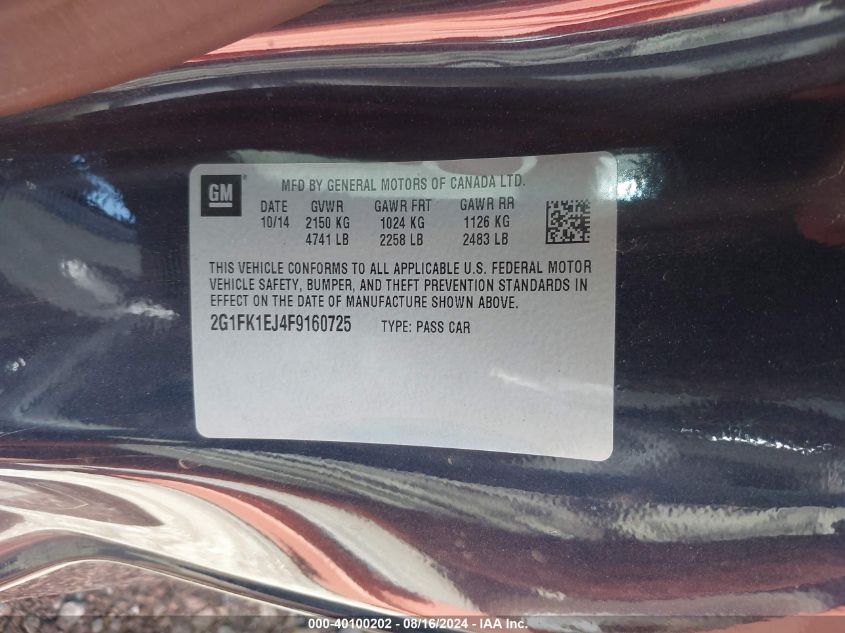 GM
MFD BY GENERAL MOTORS OF CANADA LTD.
DATE GVWR GAWR FRT GAWR RR
10/14 2150 KG 1024 KG 1126 KG
4741 LB 2258 LB 2483 LB
THIS VEHICLE CONFORMS TO ALL APPLICABLE U.S. FEDERAL MOTOR
VEHICLE SAFETY, BUMPER, AND THEFT PREVENTION STANDARDS IN
EFFECT ON THE DATE OF MANUFACTURE SHOWN ABOVE.
2G1FK1EJ4F9160725 TYPE: PASS CAR
000-40100202 - 08/16/2024 - IAA Inc.